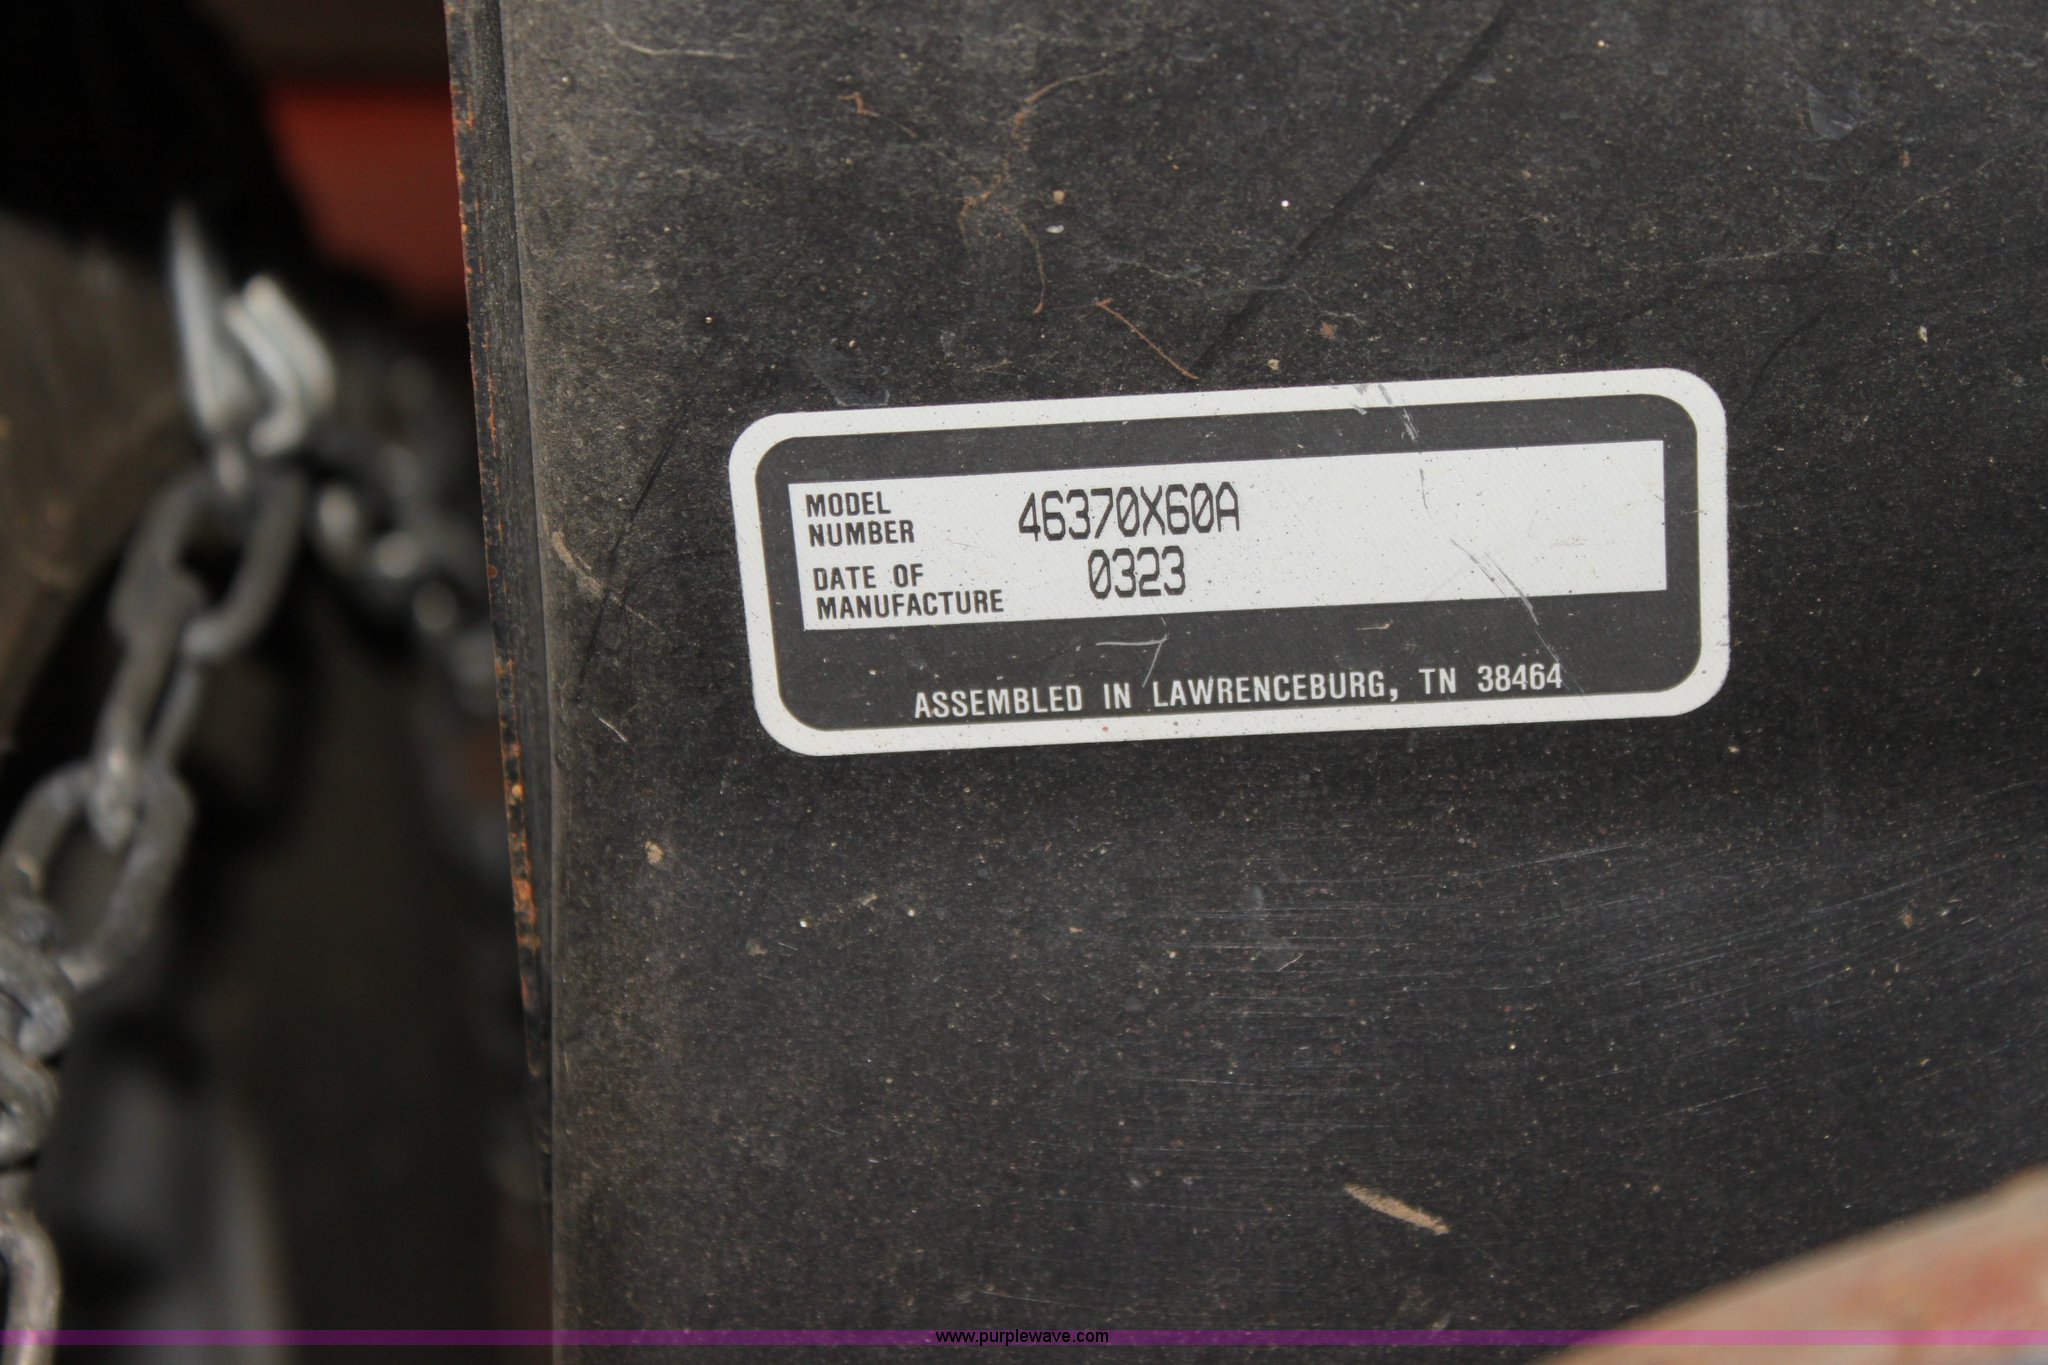 MODEL
NUMBER 46370X60A
DATE OF
MANUFACTURE 0323
ASSEMBLED IN LAWRENCEBURG, TN 38464
www.purplewave.com